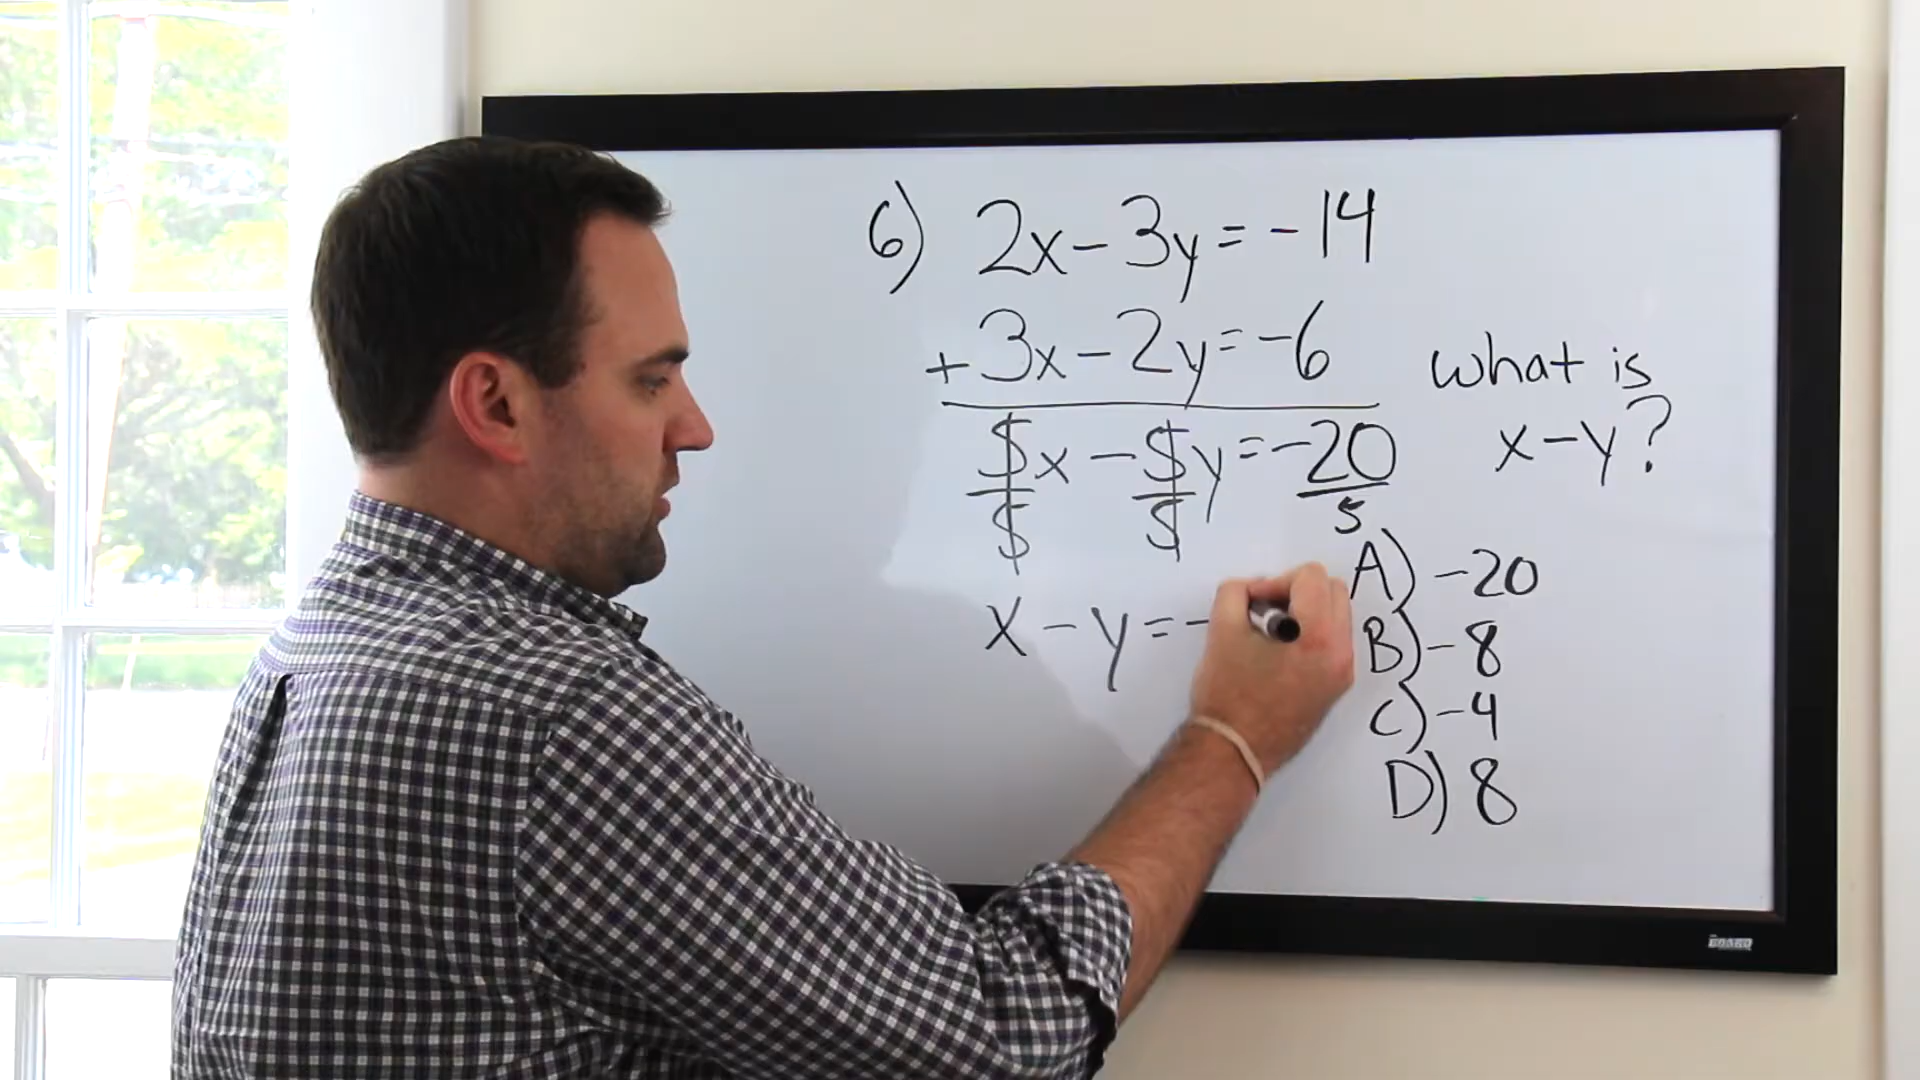 6) 2x - 3y = -14
+ 3x - 2y = -6
what is
x - y?
5x - 5y = -20
5 5 5
x - y = -
A) -20
B) -8
C) -4
D) 8